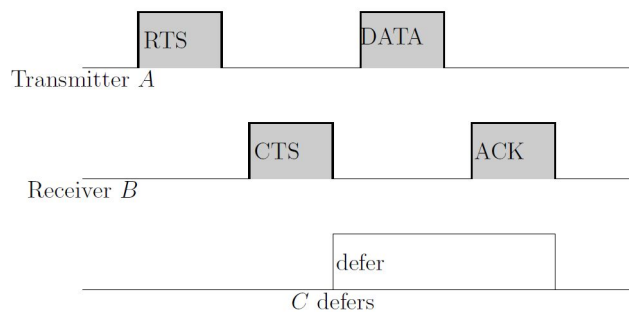 RTS
DATA
Transmitter A
CTS
ACK
Receiver B
defer
C defers